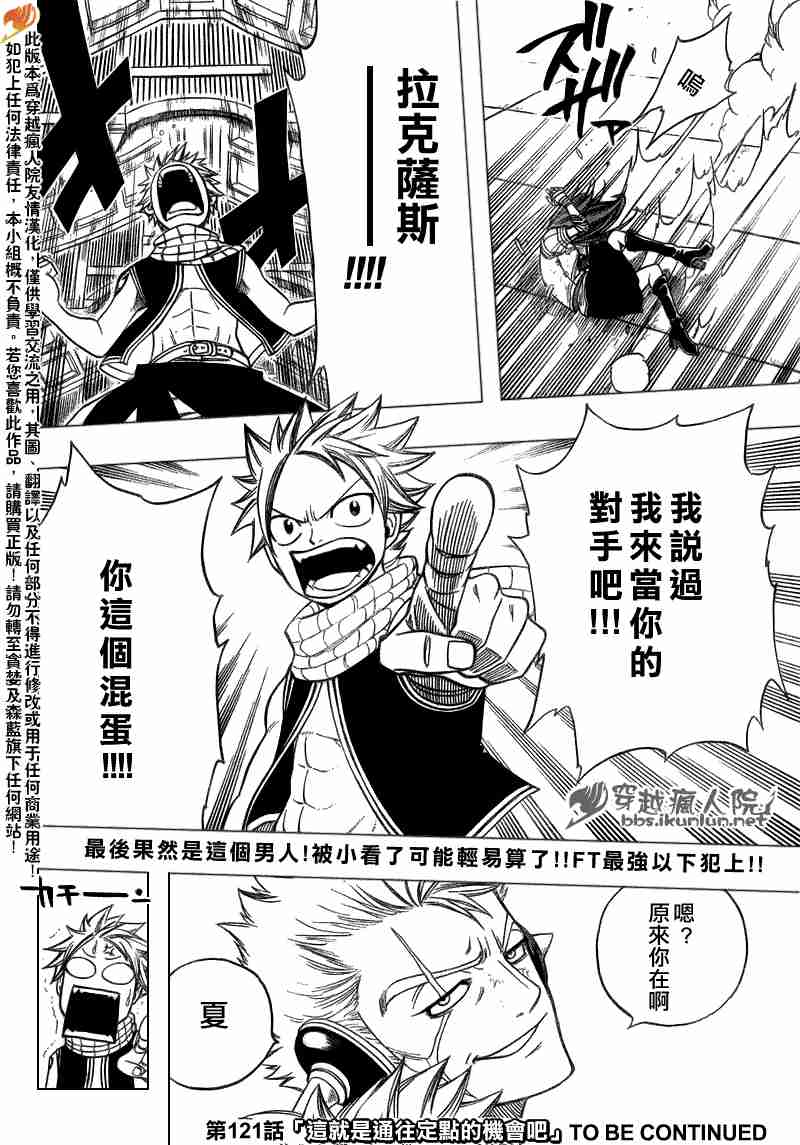 嗚
拉克薩斯
——!!!!
我説過
我來當你的
對手吧!!!
你這個混蛋!!!!
穿越瘋人院
bbs.ikunlun.net
最後果然是這個男人!被小看了可能輕易算了!!FT最強以下犯上!!
嗯?
原來你在啊
夏
カチーーン
第121話『這就是通往定點的機會吧』TO BE CONTINUED
此版本爲穿越瘋人院友情漢化，僅供學習交流之用，其圖、翻譯以及任何部分不得進行修改或用于任何商業用途！
如犯上任何法律責任，本小組概不負責。若您喜歡此作品，請購買正版！請勿轉至貪婪及森藍旗下任何網站！